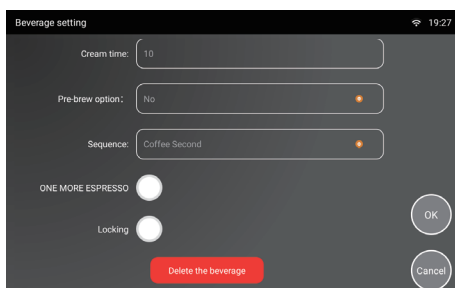 Beverage setting 19:27
Cream time: 10
Pre-brew option: No
Sequence: Coffee Second
ONE MORE ESPRESSO
OK
Locking
Delete the beverage
Cancel